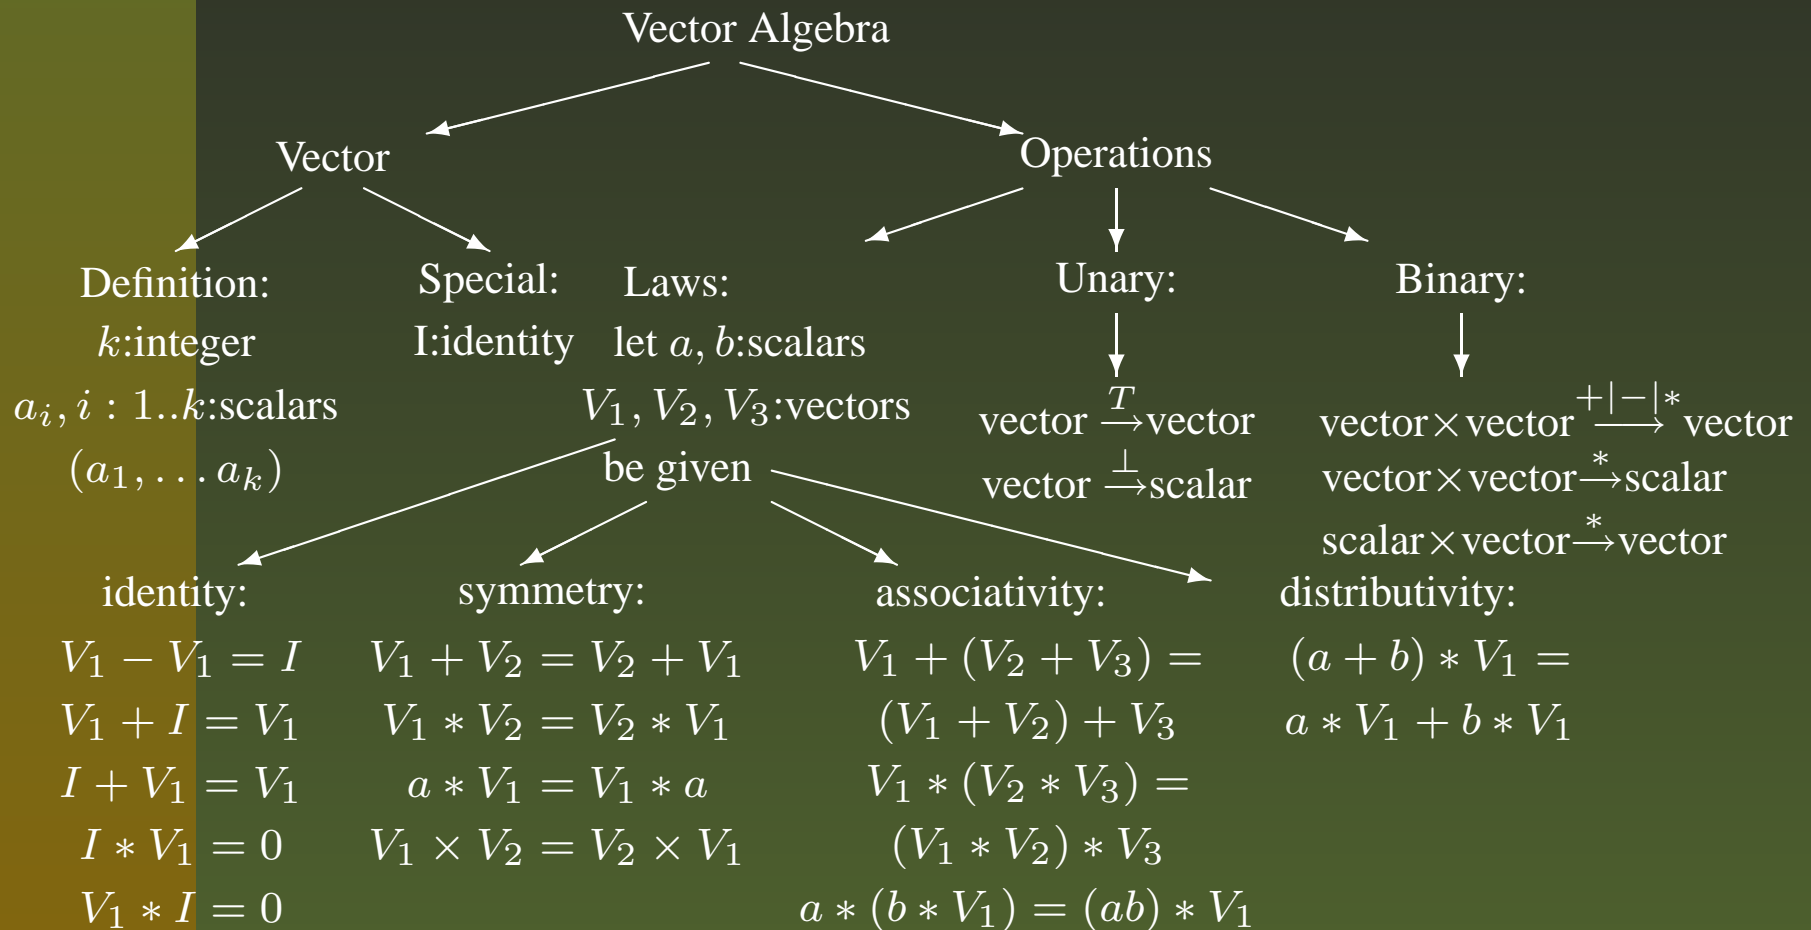 Vector Algebra
Vector
Operations
Definition:
k:integer
a_i, i : 1..k:scalars
(a_1, . . . a_k)
Special:
I:identity
Laws:
let a, b:scalars
V_1, V_2, V_3:vectors
be given
Unary:
vector —T→ vector
vector —⊥→ scalar
Binary:
vector×vector —+|−|∗→ vector
vector×vector —∗→ scalar
scalar×vector —∗→ vector
identity:
V_1 − V_1 = I
V_1 + I = V_1
I + V_1 = V_1
I ∗ V_1 = 0
V_1 ∗ I = 0
symmetry:
V_1 + V_2 = V_2 + V_1
V_1 ∗ V_2 = V_2 ∗ V_1
a ∗ V_1 = V_1 ∗ a
V_1 × V_2 = V_2 × V_1
associativity:
V_1 + (V_2 + V_3) =
(V_1 + V_2) + V_3
V_1 ∗ (V_2 ∗ V_3) =
(V_1 ∗ V_2) ∗ V_3
a ∗ (b ∗ V_1) = (ab) ∗ V_1
distributivity:
(a + b) ∗ V_1 =
a ∗ V_1 + b ∗ V_1